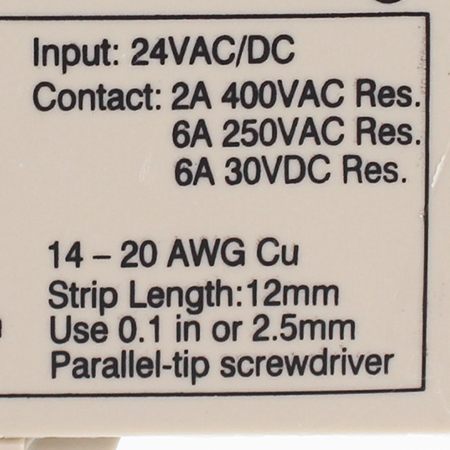 Input: 24VAC/DC
Contact: 2A 400VAC Res.
6A 250VAC Res.
6A 30VDC Res.
14 – 20 AWG Cu
Strip Length:12mm
Use 0.1 in or 2.5mm
Parallel-tip screwdriver